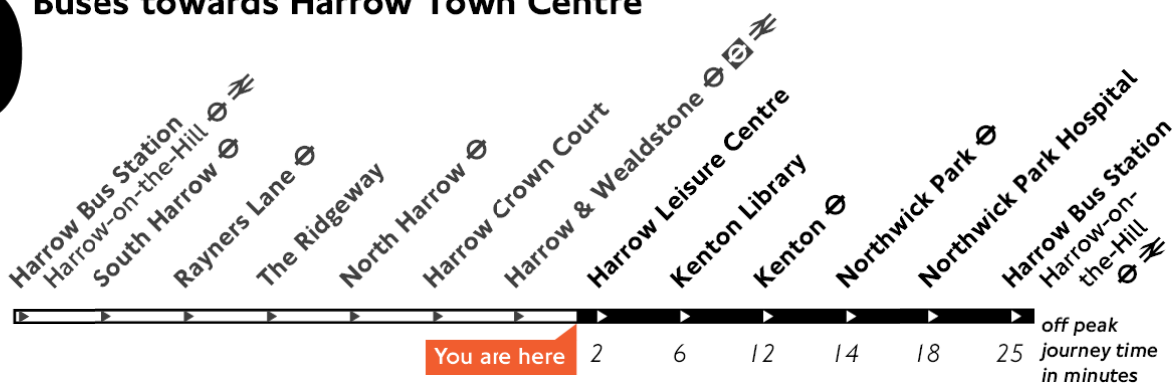 Buses towards Harrow Town Centre
Harrow Bus Station
Harrow-on-the-Hill
South Harrow
Rayners Lane
The Ridgeway
North Harrow
Harrow Crown Court
Harrow & Wealdstone
Harrow Leisure Centre
Kenton Library
Kenton
Northwick Park
Northwick Park Hospital
Harrow Bus Station
Harrow-on-
the-Hill
You are here
2 6 12 14 18 25
off peak
journey time
in minutes